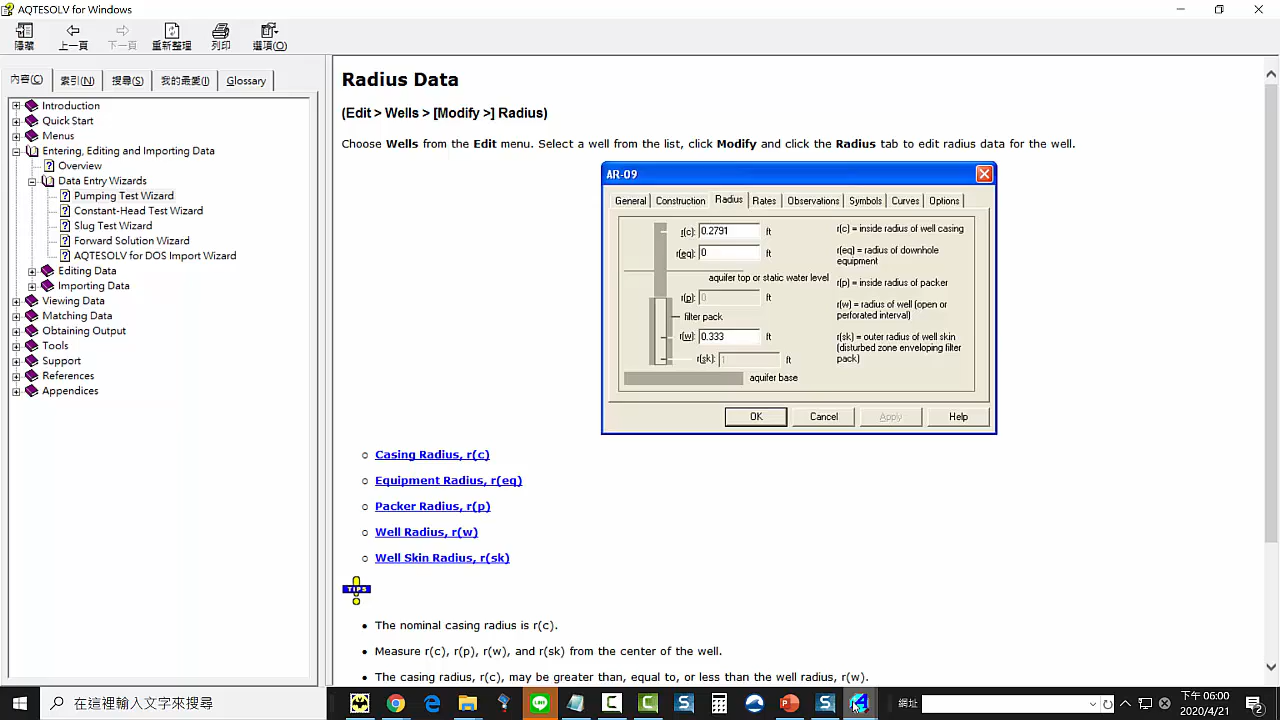 AQTESOLV for Windows
隱藏
上一頁
下一頁
重新整理
列印
選項(O)
內容(C)
索引(N)
搜尋(S)
我的最愛(I)
Glossary
Introduction
Quick Start
Menus
Entering, Editing and Importing Data
Overview
Data Entry Wizards
Pumping Test Wizard
Constant-Head Test Wizard
Slug Test Wizard
Forward Solution Wizard
AQTESOLV for DOS Import Wizard
Editing Data
Importing Data
Viewing Data
Matching Data
Obtaining Output
Tools
Support
References
Appendices
Radius Data
(Edit > Wells > [Modify >] Radius)
Choose Wells from the Edit menu. Select a well from the list, click Modify and click the Radius tab to edit radius data for the well.
AR-09
General
Construction
Radius
Rates
Observations
Symbols
Curves
Options
r(c): 0.2791 ft
r(eq): 0 ft
aquifer top or static water level
r(p): 0 ft
filter pack
r(w): 0.333 ft
r(sk): 1 ft
aquifer base
r(c) = inside radius of well casing
r(eq) = radius of downhole
equipment
r(p) = inside radius of packer
r(w) = radius of well (open or
perforated interval)
r(sk) = outer radius of well skin
(disturbed zone enveloping filter
pack)
OK
Cancel
Apply
Help
Casing Radius, r(c)
Equipment Radius, r(eq)
Packer Radius, r(p)
Well Radius, r(w)
Well Skin Radius, r(sk)
TIPS
The nominal casing radius is r(c).
Measure r(c), r(p), r(w), and r(sk) from the center of the well.
The casing radius, r(c), may be greater than, equal to, or less than the well radius, r(w).
在這裡輸入文字來搜尋
網址
下午 06:00
2020/4/21
2